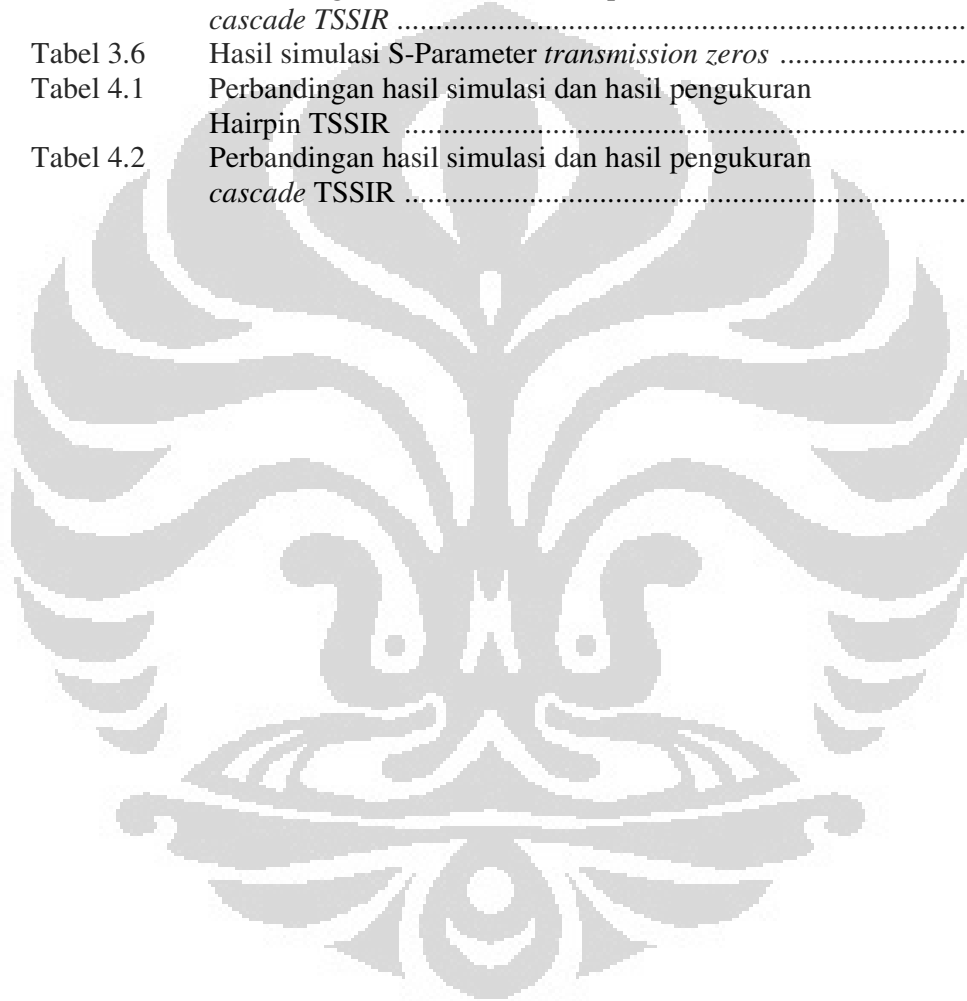 cascade TSSIR ......................................................................
Tabel 3.6 Hasil simulasi S-Parameter transmission zeros .......................
Tabel 4.1 Perbandingan hasil simulasi dan hasil pengukuran
Hairpin TSSIR ......................................................................
Tabel 4.2 Perbandingan hasil simulasi dan hasil pengukuran
cascade TSSIR ......................................................................